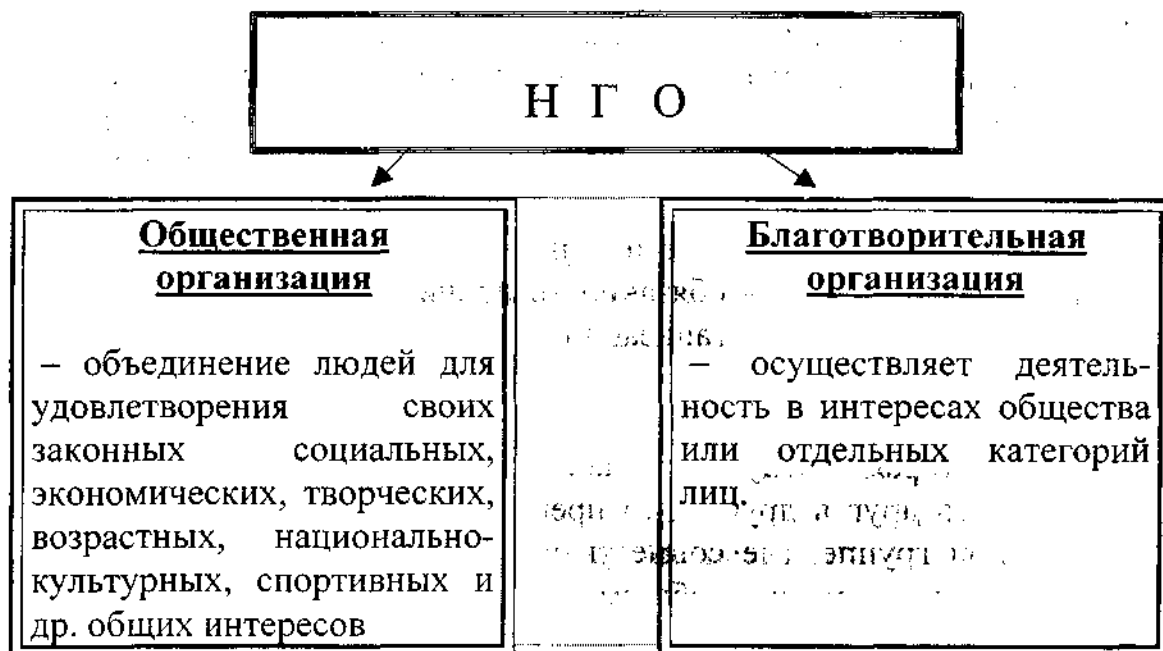 Н Г О
Общественная
организация
– объединение людей для
удовлетворения своих
законных социальных,
экономических, творческих,
возрастных, национально-
культурных, спортивных и
др. общих интересов
Благотворительная
организация
– осуществляет деятель-
ность в интересах общества
или отдельных категорий
лиц.